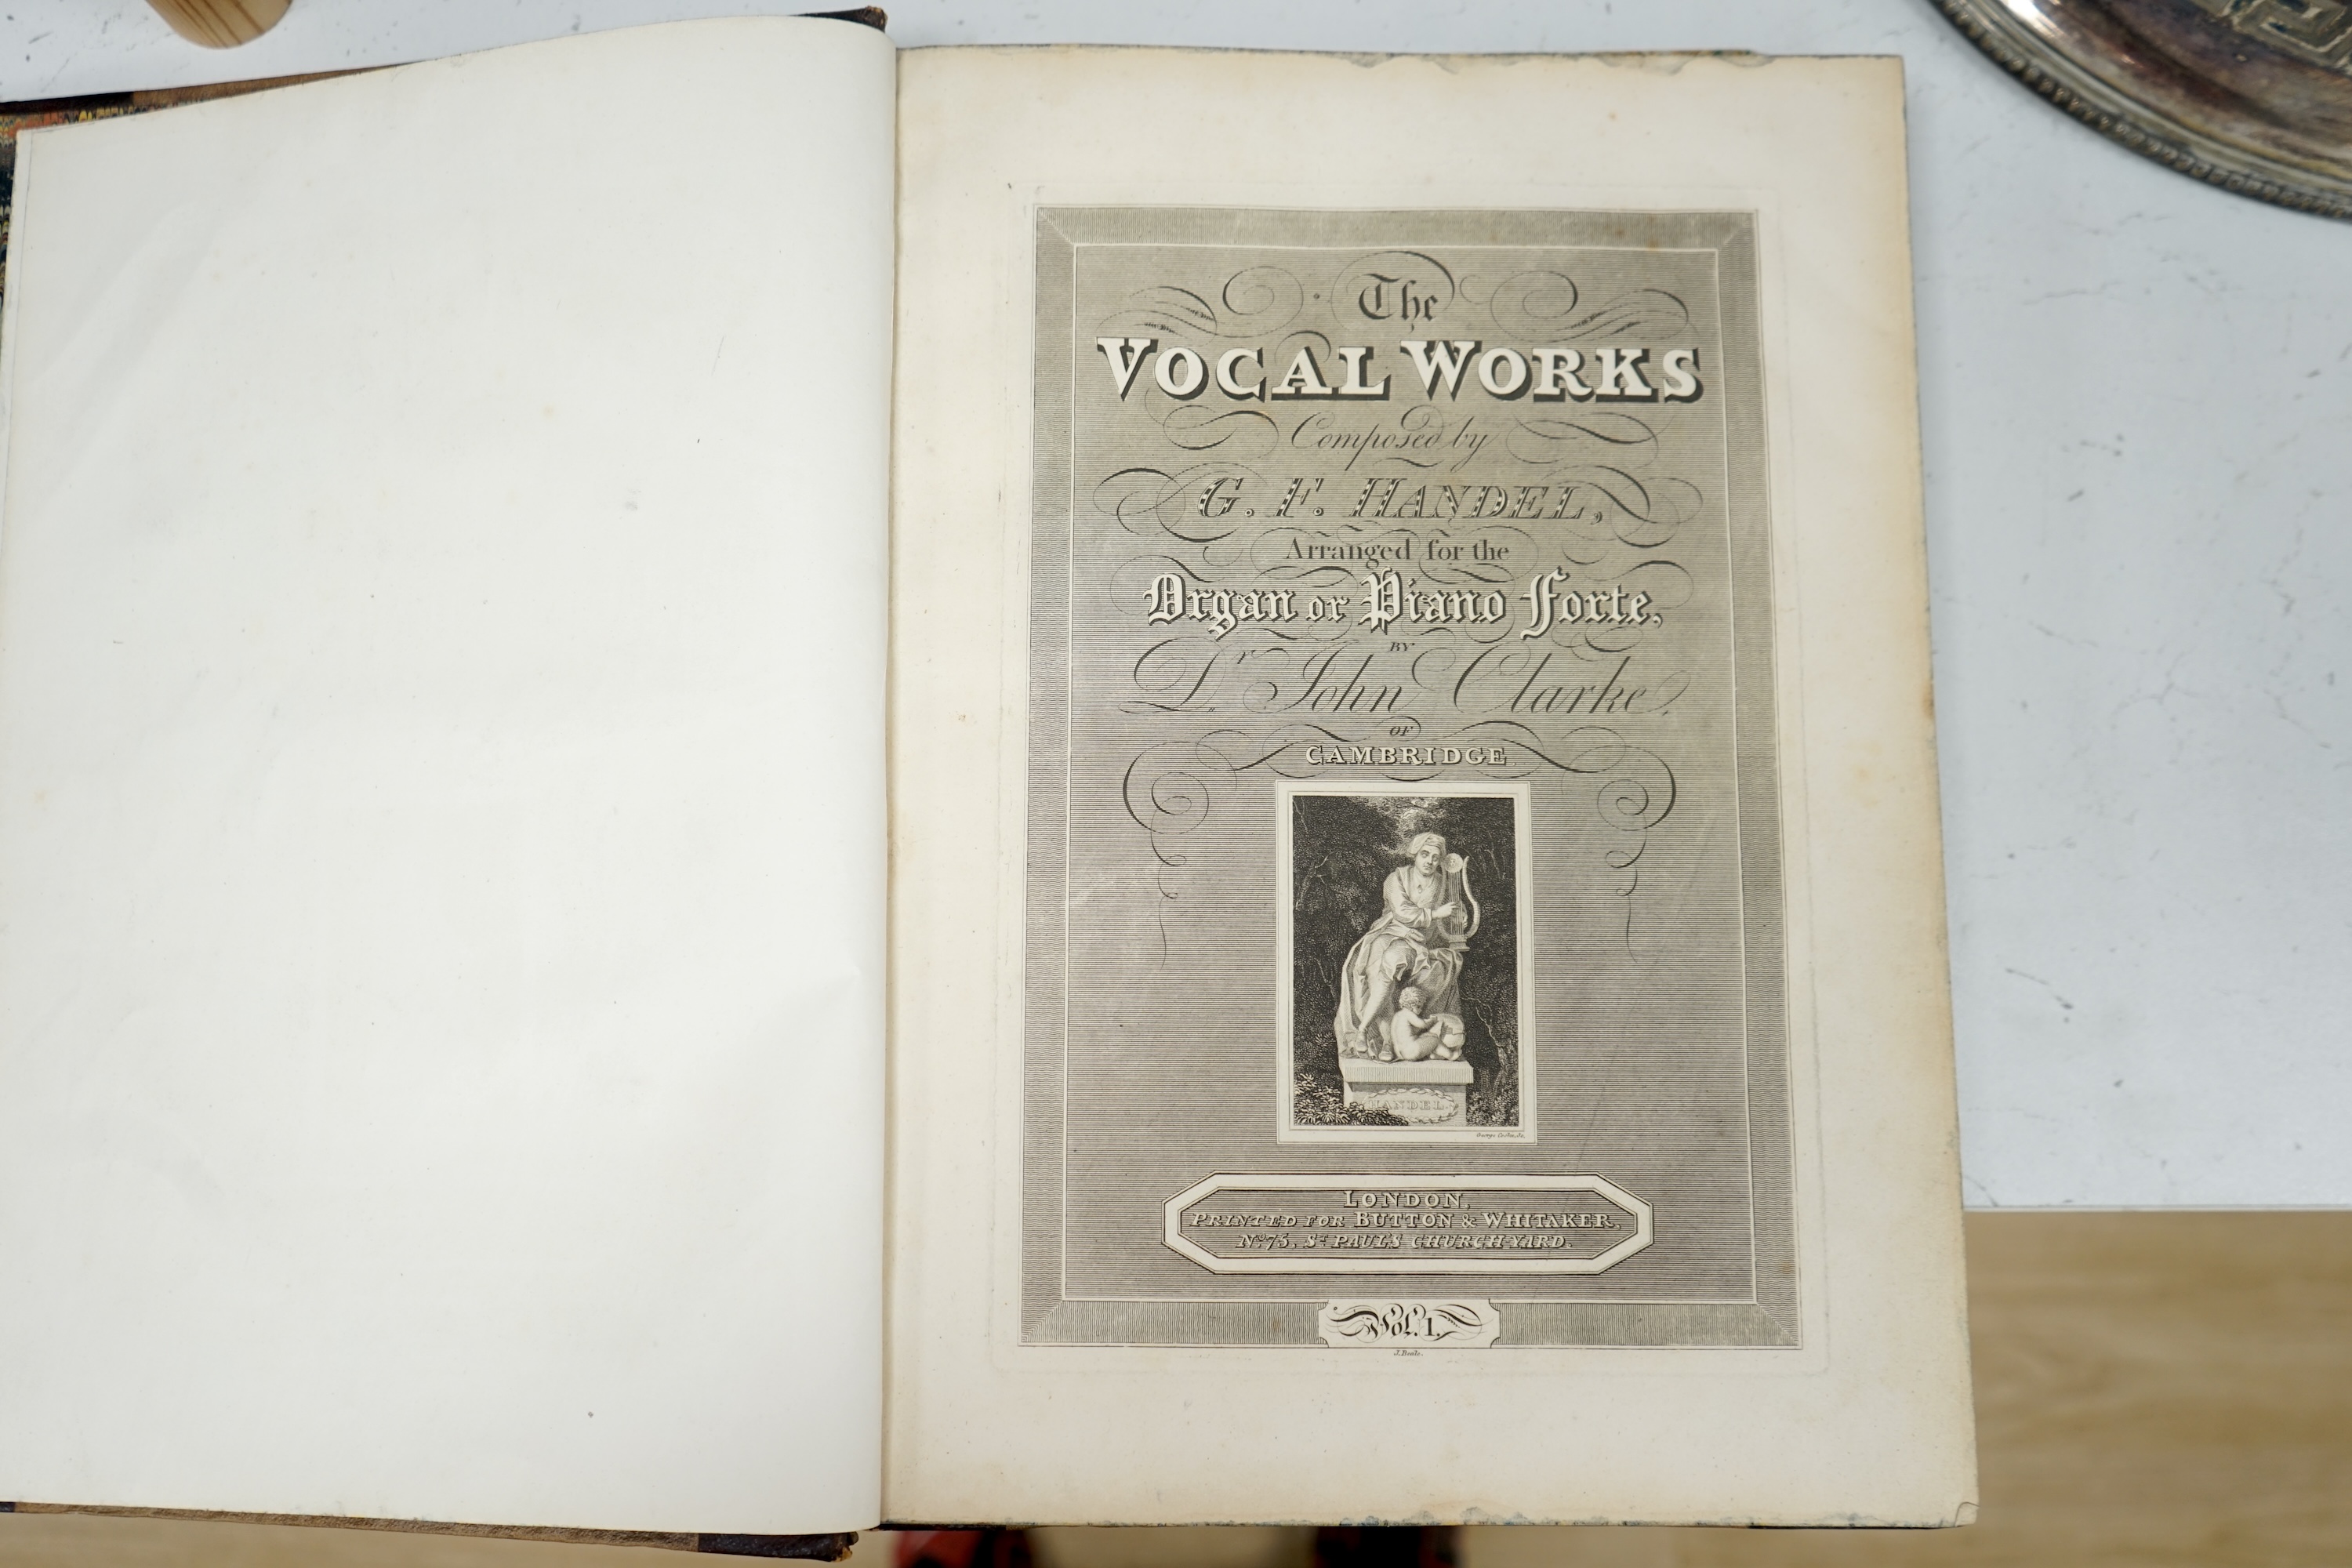 The
VOCAL WORKS
Composed by
G. F. HANDEL,
Arranged for the
Organ or Piano Forte,
BY
Dr. John Clarke.
OF
CAMBRIDGE.
HANDEL
LONDON,
PRINTED FOR BUTTON & WHITAKER,
No. 75, St. PAUL'S CHURCH-YARD.
Vol. I.